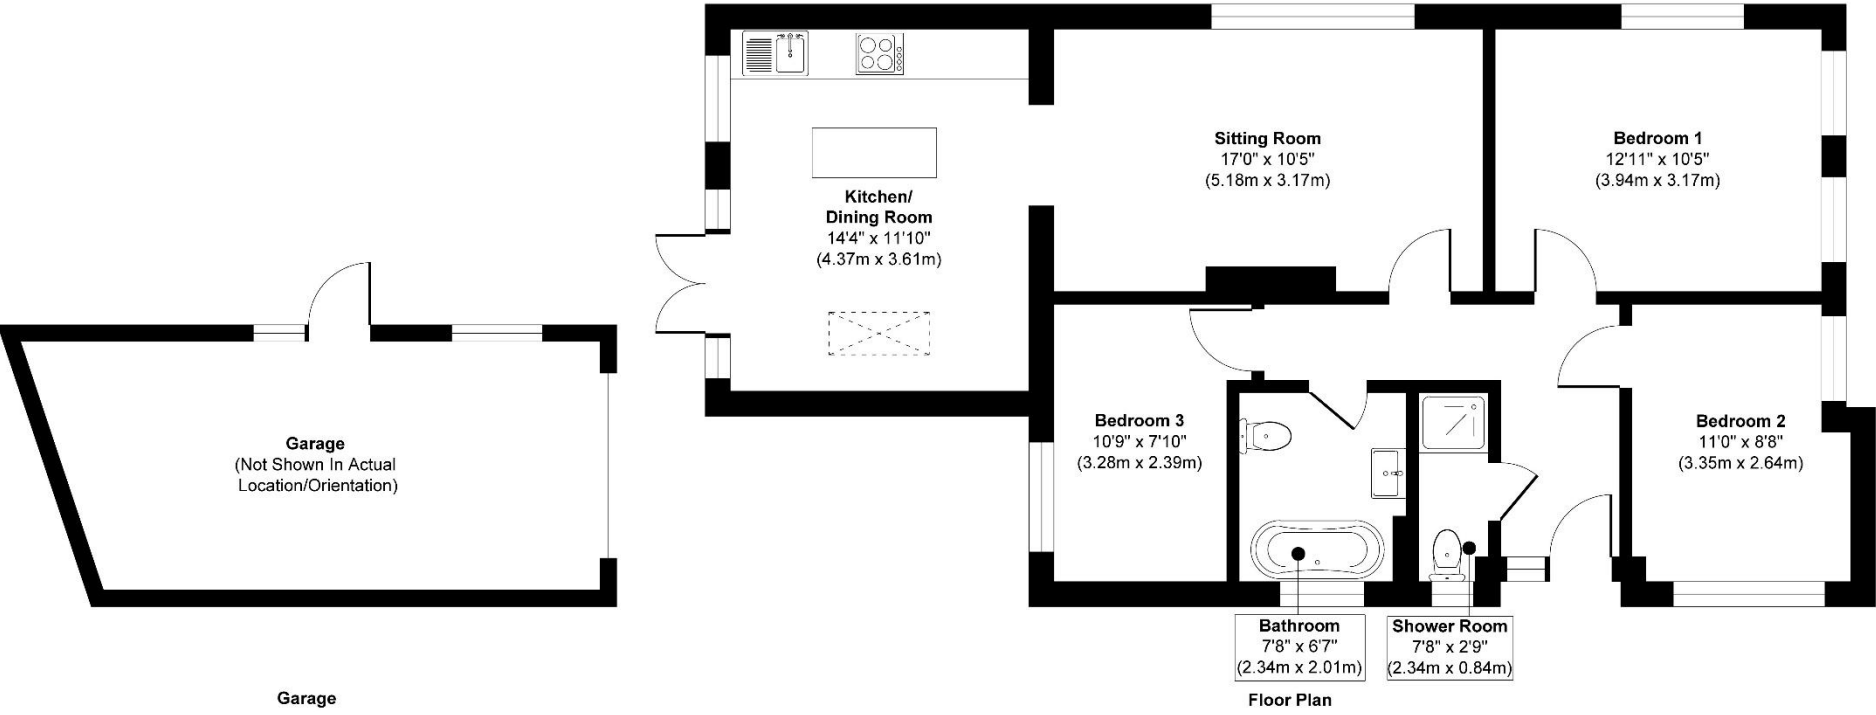 Sitting Room
17'0" x 10'5"
(5.18m x 3.17m)
Bedroom 1
12'11" x 10'5"
(3.94m x 3.17m)
Kitchen/
Dining Room
14'4" x 11'10"
(4.37m x 3.61m)
Garage
(Not Shown In Actual
Location/Orientation)
Bedroom 3
10'9" x 7'10"
(3.28m x 2.39m)
Bedroom 2
11'0" x 8'8"
(3.35m x 2.64m)
Bathroom
7'8" x 6'7"
(2.34m x 2.01m)
Shower Room
7'8" x 2'9"
(2.34m x 0.84m)
Garage
Floor Plan